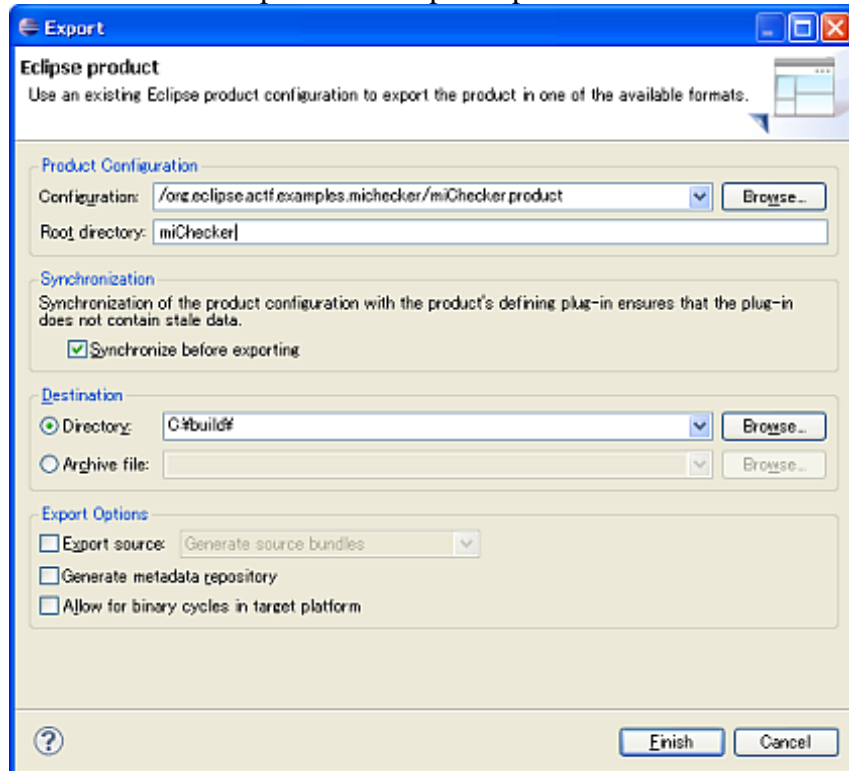 Export
Eclipse product
Use an existing Eclipse product configuration to export the product in one of the available formats.
Product Configuration
Configuration: /org.eclipse.actf.examples.michecker/miChecker.product Browse...
Root directory: miChecker
Synchronization
Synchronization of the product configuration with the product's defining plug-in ensures that the plug-in
does not contain stale data.
Synchronize before exporting
Destination
Directory: C:¥build¥ Browse...
Archive file: Browse...
Export Options
Export source: Generate source bundles
Generate metadata repository
Allow for binary cycles in target platform
? Finish Cancel